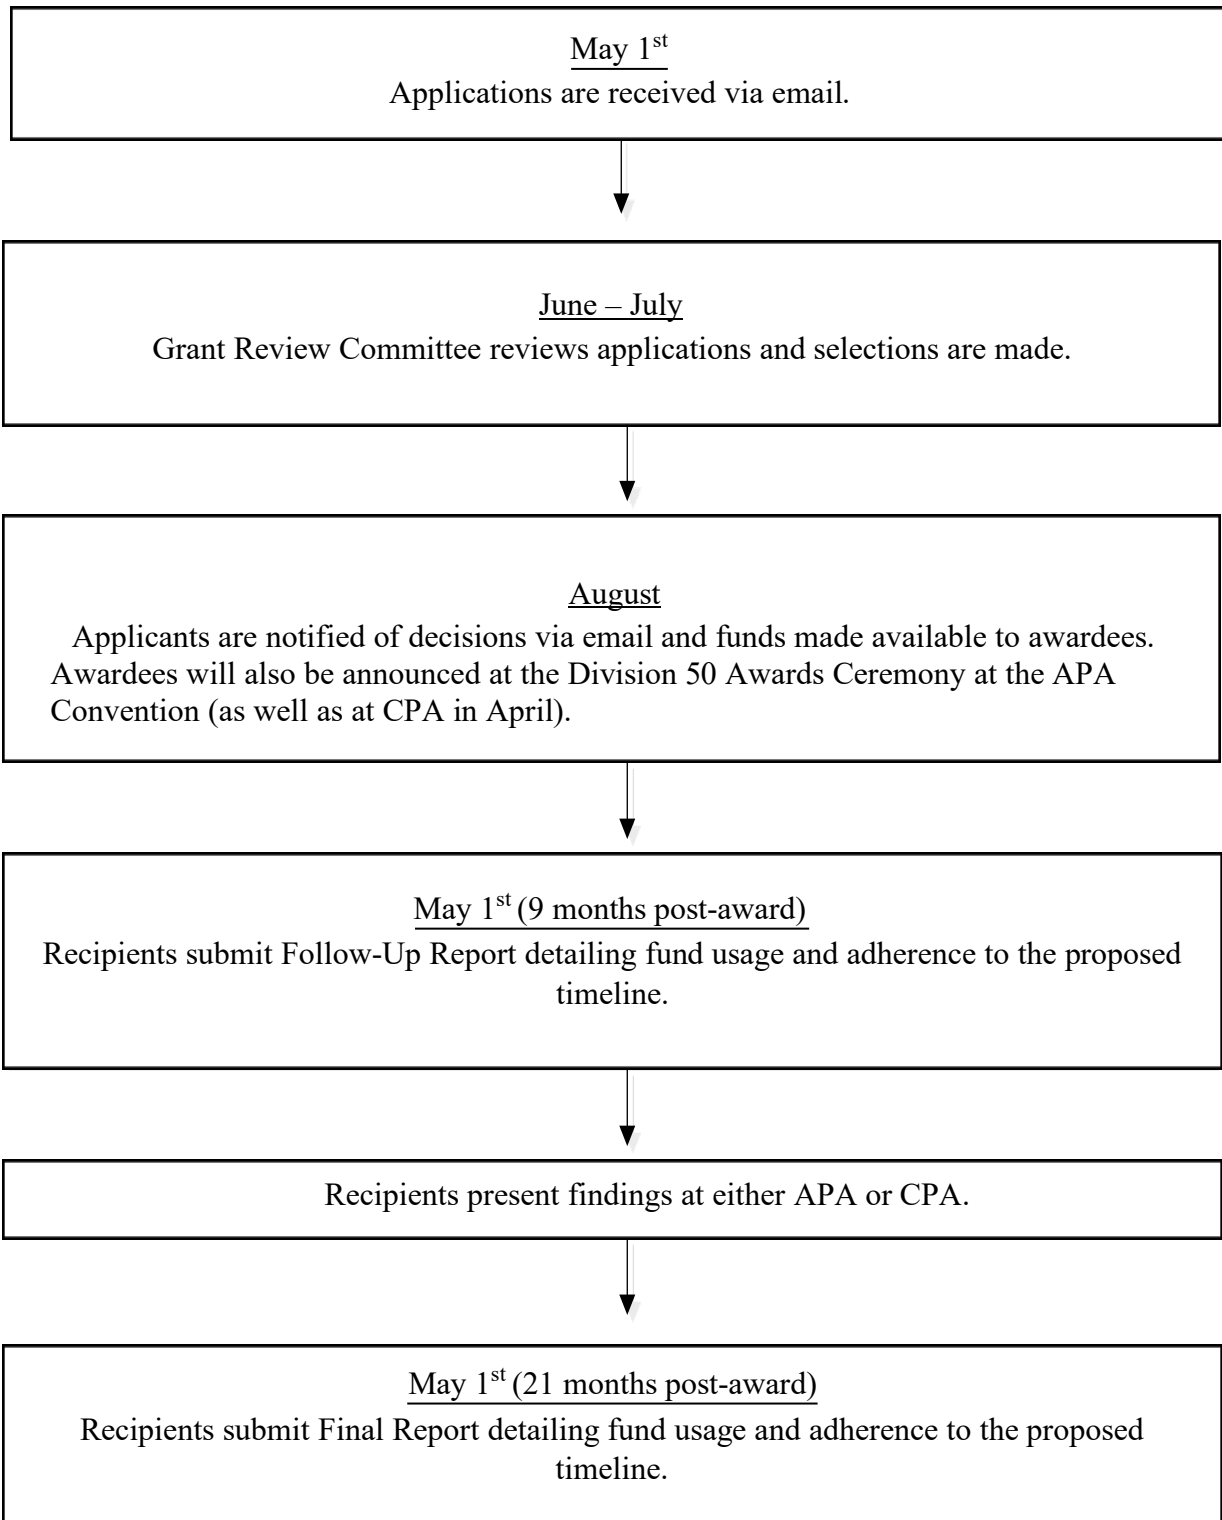 May 1st
Applications are received via email.
June – July
Grant Review Committee reviews applications and selections are made.
August
Applicants are notified of decisions via email and funds made available to awardees.
Awardees will also be announced at the Division 50 Awards Ceremony at the APA
Convention (as well as at CPA in April).
May 1st (9 months post-award)
Recipients submit Follow-Up Report detailing fund usage and adherence to the proposed
timeline.
Recipients present findings at either APA or CPA.
May 1st (21 months post-award)
Recipients submit Final Report detailing fund usage and adherence to the proposed
timeline.